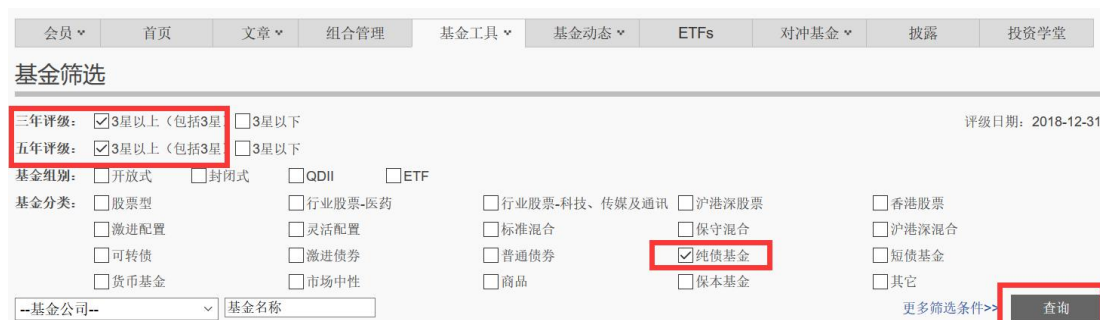 会员 首页 文章 组合管理 基金工具 基金动态 ETFs 对冲基金 披露 投资学堂
基金筛选
三年评级： 3星以上（包括3星 3星以下 评级日期：2018-12-31
五年评级： 3星以上（包括3星 3星以下
基金组别： 开放式 封闭式 QDII ETF
基金分类： 股票型 行业股票-医药 行业股票-科技、传媒及通讯 沪港深股票 香港股票
激进配置 灵活配置 标准混合 保守混合 沪港深混合
可转债 激进债券 普通债券 纯债基金 短债基金
货币基金 市场中性 商品 保本基金 其它
--基金公司-- 基金名称 更多筛选条件>> 查询